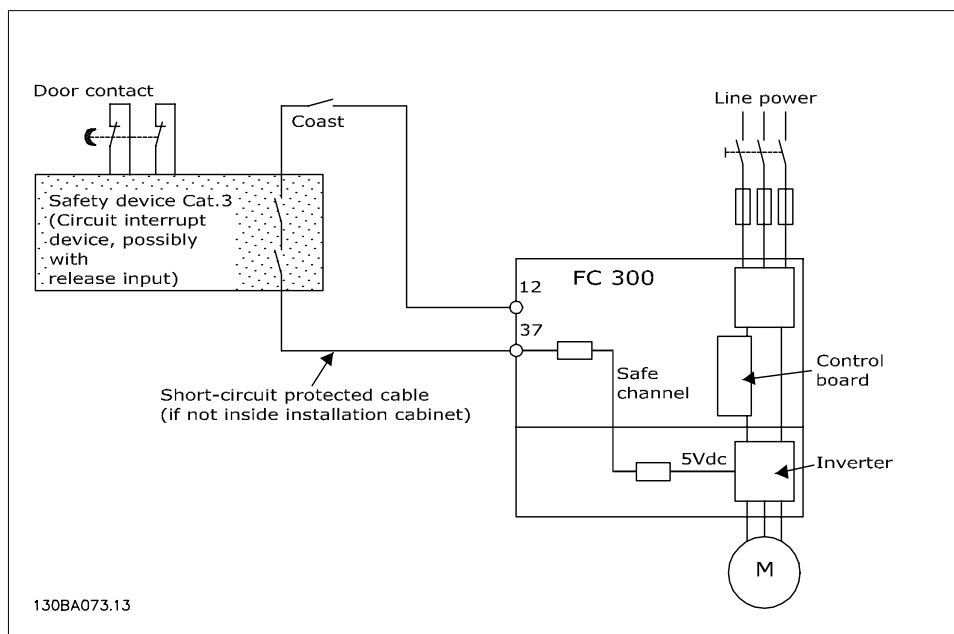 Door contact
Coast
Line power
Safety device Cat.3
(Circuit interrupt
device, possibly
with
release input)
12
FC 300
37
Safe
channel
Control
board
Short-circuit protected cable
(if not inside installation cabinet)
5Vdc
Inverter
M
130BA073.13